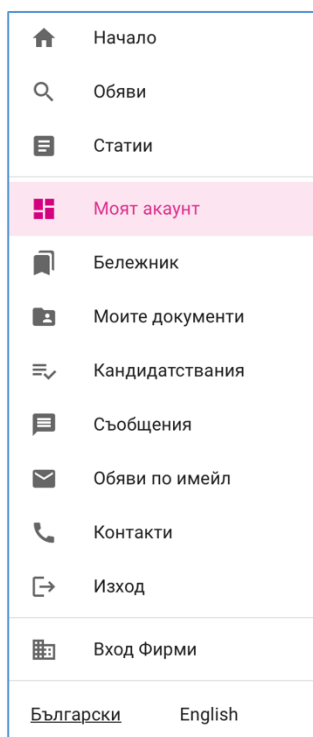 Начало
Обяви
Статии
Моят акаунт
Бележник
Моите документи
Кандидатствания
Съобщения
Обяви по имейл
Контакти
Изход
Вход Фирми
Български English